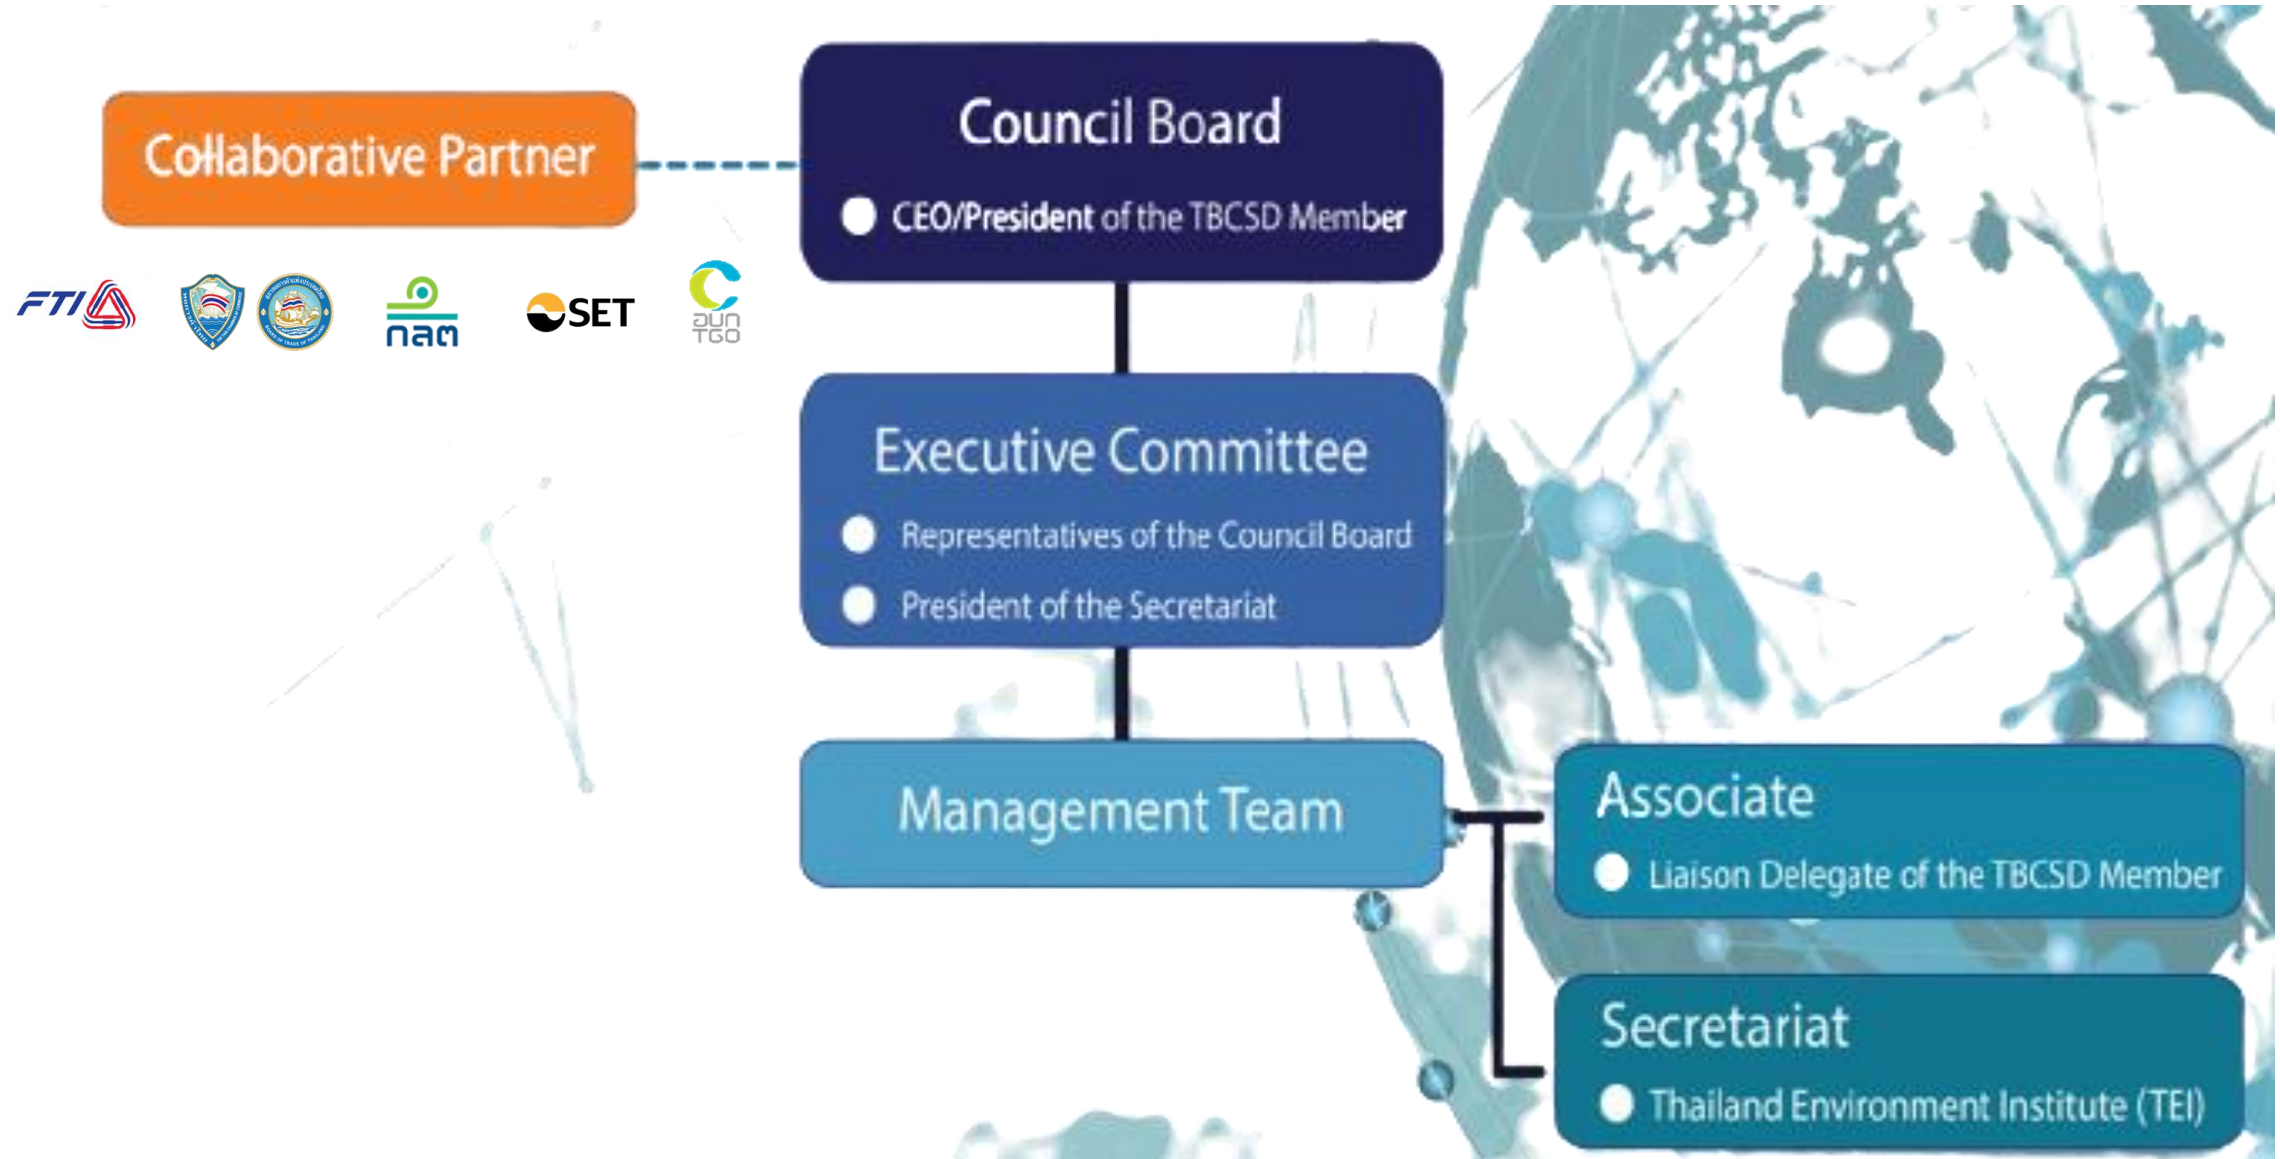 Collaborative Partner
Council Board
CEO/President of the TBCSD Member
FTI
กลต
SET
อบก
TGO
Executive Committee
Representatives of the Council Board
President of the Secretariat
Management Team
Associate
Liaison Delegate of the TBCSD Member
Secretariat
Thailand Environment Institute (TEI)